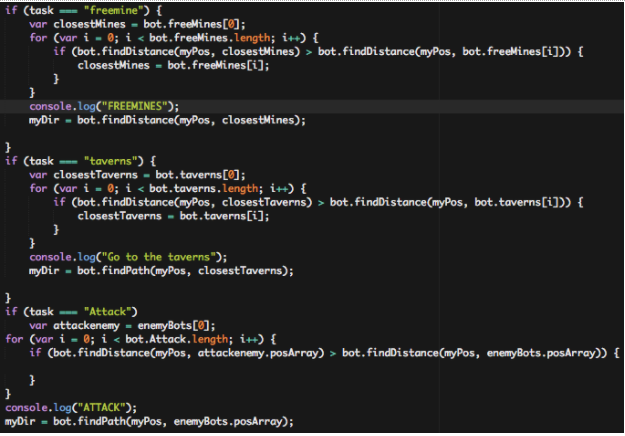 if (task === "freemine") {
    var closestMines = bot.freeMines[0];
    for (var i = 0; i < bot.freeMines.length; i++) {
        if (bot.findDistance(myPos, closestMines) > bot.findDistance(myPos, bot.freeMines[i])) {
            closestMines = bot.freeMines[i];
        }
    }
    console.log("FREEMINES");
    myDir = bot.findDistance(myPos, closestMines);

}
if (task === "taverns") {
    var closestTaverns = bot.taverns[0];
    for (var i = 0; i < bot.taverns.length; i++) {
        if (bot.findDistance(myPos, closestTaverns) > bot.findDistance(myPos, bot.taverns[i])) {
            closestTaverns = bot.taverns[i];
        }
    }
    console.log("Go to the taverns");
    myDir = bot.findPath(myPos, closestTaverns);

}
if (task === "Attack")
    var attackenemy = enemyBots[0];
for (var i = 0; i < bot.Attack.length; i++) {
    if (bot.findDistance(myPos, attackenemy.posArray) > bot.findDistance(myPos, enemyBots.posArray)) {

    }
}
console.log("ATTACK");
myDir = bot.findPath(myPos, enemyBots.posArray);